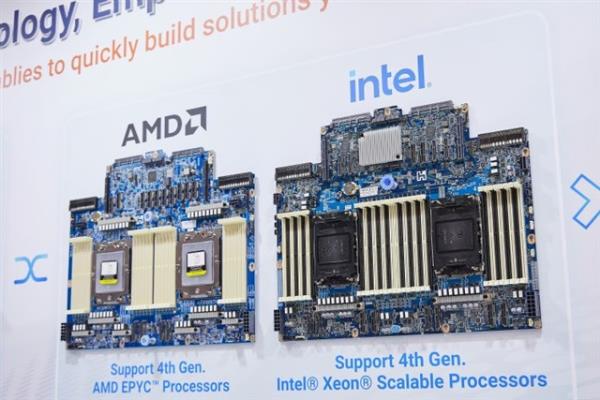 ology, Emp
blies to quickly build solutions y
AMD
intel.
Support 4th Gen.
AMD EPYC™ Processors
Support 4th Gen.
Intel® Xeon® Scalable Processors